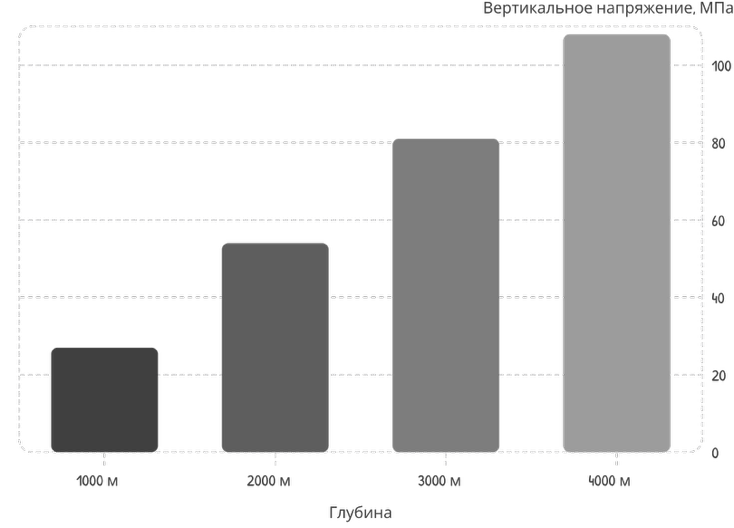 Вертикальное напряжение, МПа
100
80
60
40
20
0
1000 м
2000 м
3000 м
4000 м
Глубина